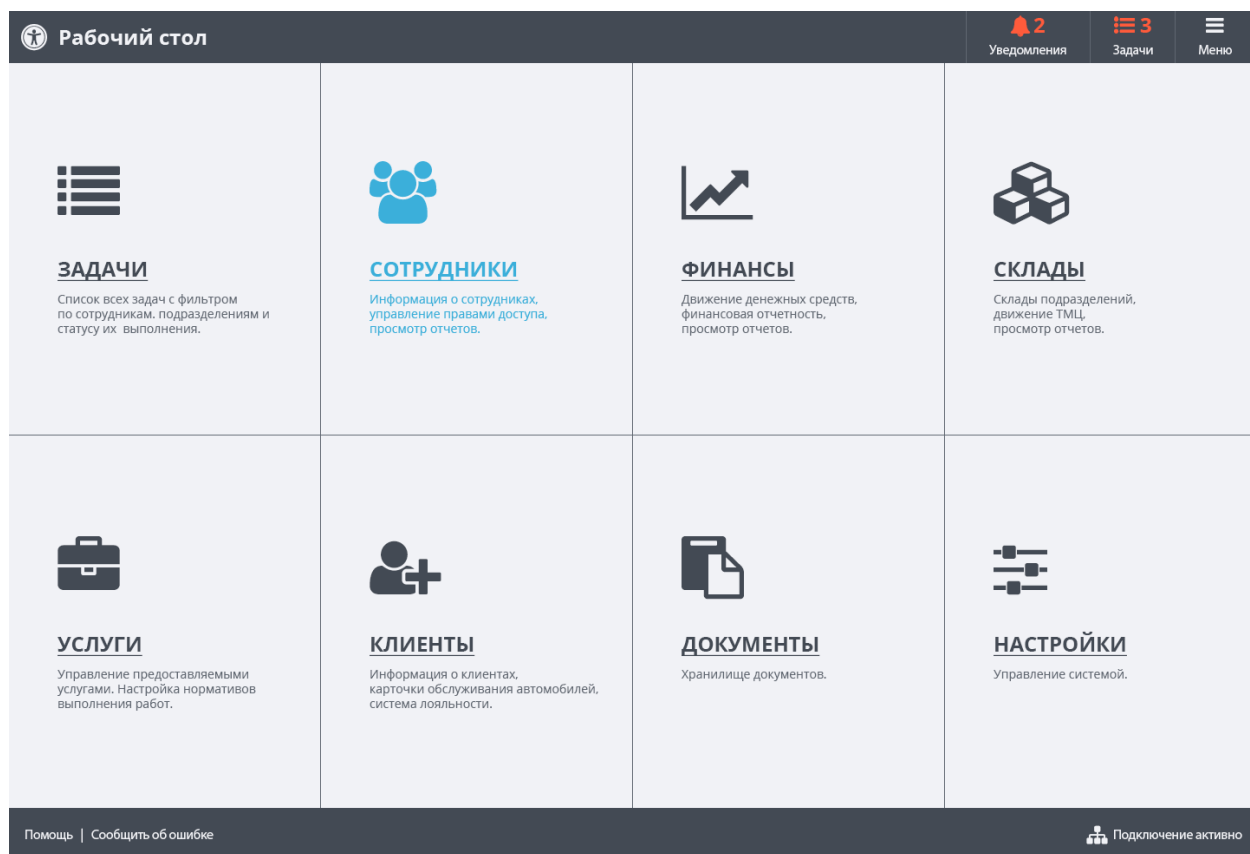 Рабочий стол
2
Уведомления
3
Задачи
Меню
ЗАДАЧИ
Список всех задач с фильтром
по сотрудникам. подразделениям и
статусу их выполнения.
СОТРУДНИКИ
Информация о сотрудниках,
управление правами доступа,
просмотр отчетов.
ФИНАНСЫ
Движение денежных средств,
финансовая отчетность,
просмотр отчетов.
СКЛАДЫ
Склады подразделений,
движение ТМЦ,
просмотр отчетов.
УСЛУГИ
Управление предоставляемыми
услугами. Настройка нормативов
выполнения работ.
КЛИЕНТЫ
Информация о клиентах,
карточки обслуживания автомобилей,
система лояльности.
ДОКУМЕНТЫ
Хранилище документов.
НАСТРОЙКИ
Управление системой.
Помощь | Сообщить об ошибке
Подключение активно